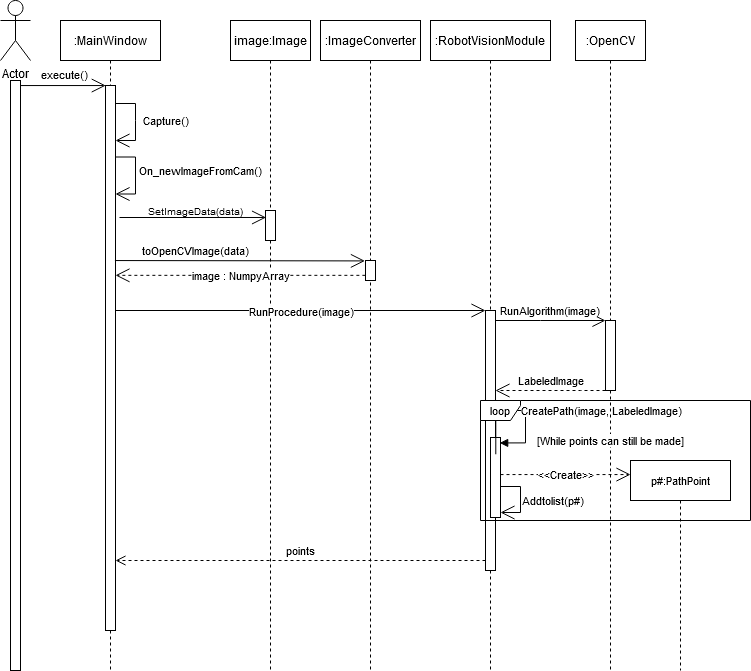 :MainWindow
image:Image
:ImageConverter
:RobotVisionModule
:OpenCV
Actor
execute()
Capture()
On_newImageFromCam()
SetImageData(data)
toOpenCVImage(data)
image : NumpyArray
RunProcedure(image)
RunAlgorithm(image)
LabeledImage
loop
CreatePath(image, LabeledImage)
[While points can still be made]
<<Create>>
p#:PathPoint
Addtolist(p#)
points